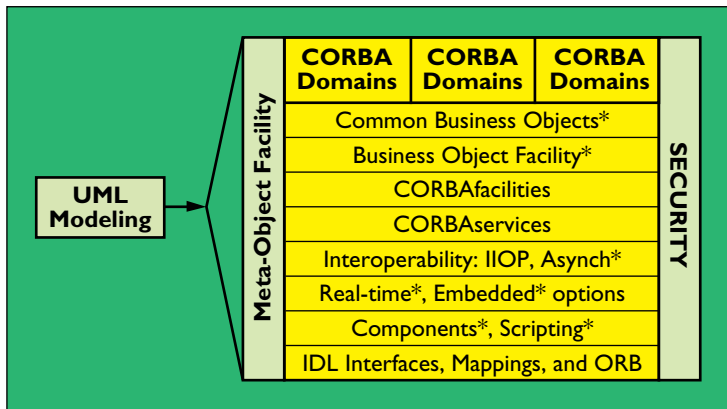 UML
Modeling
Meta-Object Facility
CORBA
Domains
CORBA
Domains
CORBA
Domains
Common Business Objects*
Business Object Facility*
CORBAfacilities
CORBAservices
Interoperability: IIOP, Asynch*
Real-time*, Embedded* options
Components*, Scripting*
IDL Interfaces, Mappings, and ORB
SECURITY